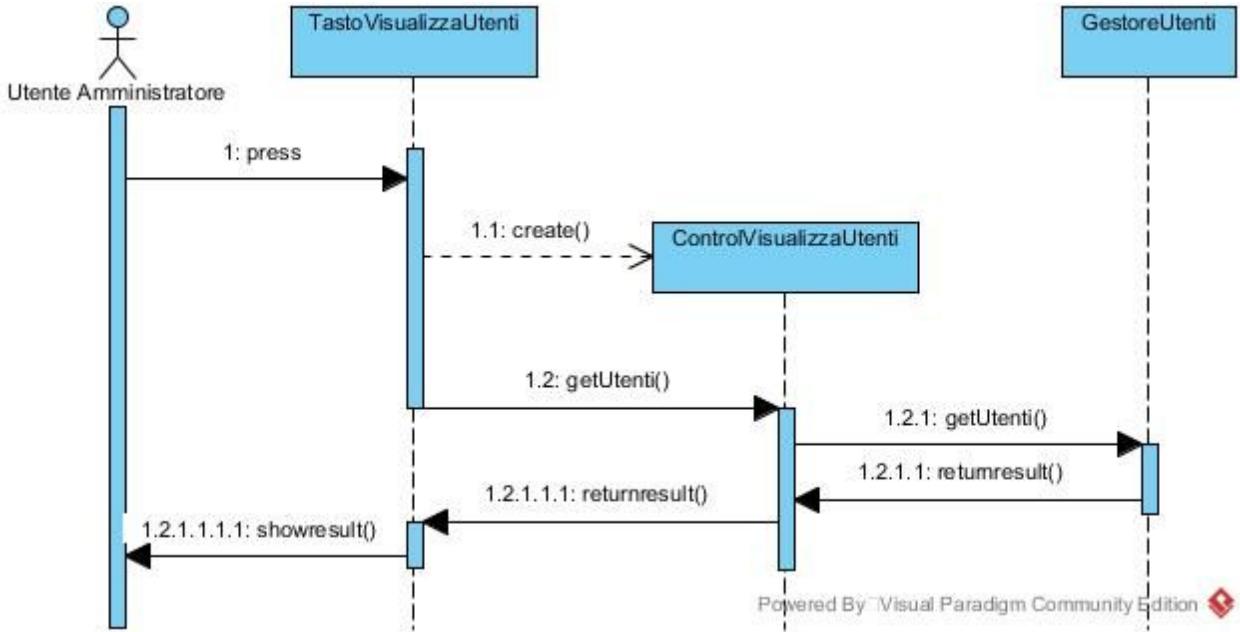 TastoVisualizzaUtenti
GestoreUtenti
Utente Amministratore
1: press
1.1: create()
ControlVisualizzaUtenti
1.2: getUtenti()
1.2.1: getUtenti()
1.2.1.1: returnresult()
1.2.1.1.1: returnresult()
1.2.1.1.1.1: showresult()
Powered By Visual Paradigm Community Edition